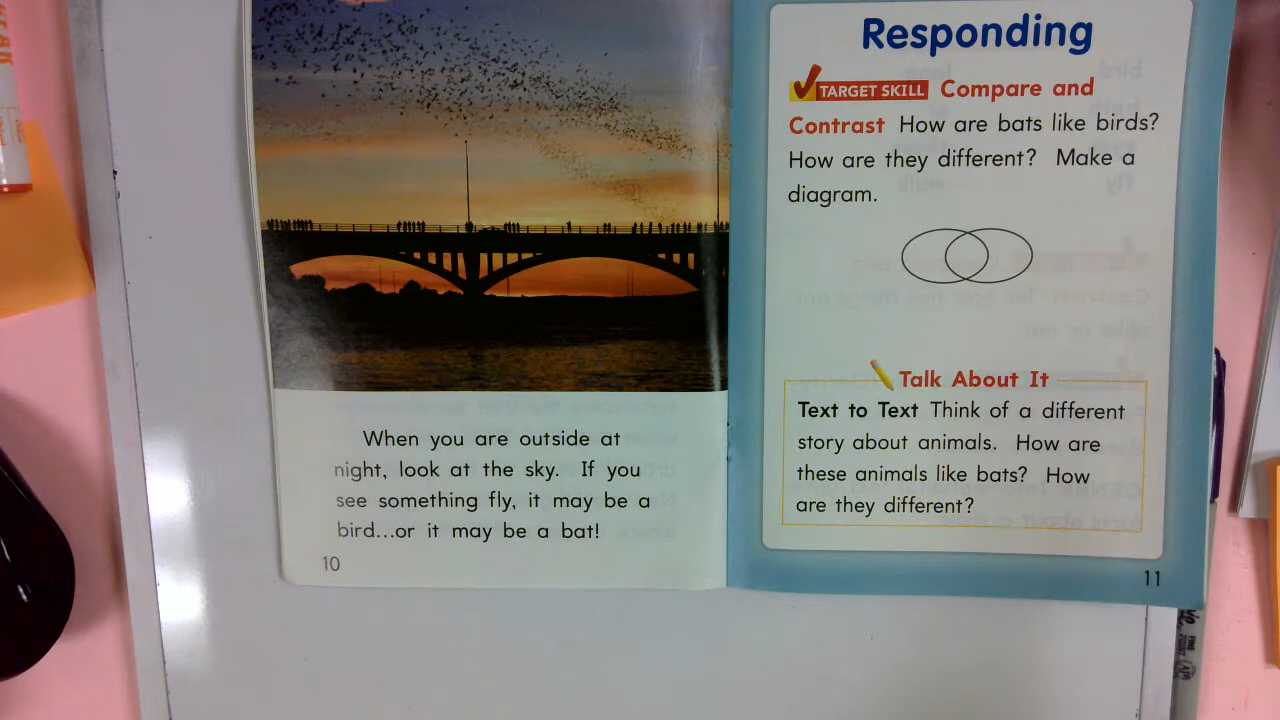 When you are outside at
night, look at the sky. If you
see something fly, it may be a
bird...or it may be a bat!
10
Responding
TARGET SKILL Compare and
Contrast How are bats like birds?
How are they different? Make a
diagram.
Talk About It
Text to Text Think of a different
story about animals. How are
these animals like bats? How
are they different?
11
FINE
POINT